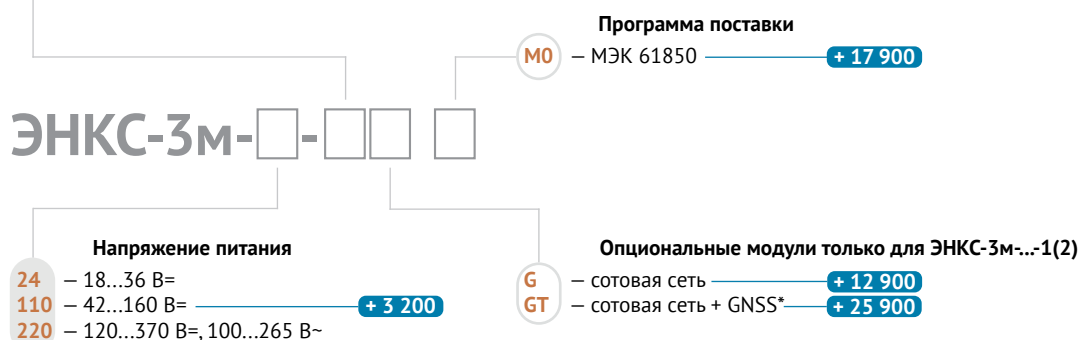 Программа поставки
М0 – МЭК 61850 + 17 900
ЭНКС-3м-□-□□ □
Напряжение питания
24 – 18...36 В=
110 – 42...160 В= + 3 200
220 – 120...370 В=, 100...265 В~
Опциональные модули только для ЭНКС-3м-...-1(2)
G – сотовая сеть + 12 900
GT – сотовая сеть + GNSS* + 25 900